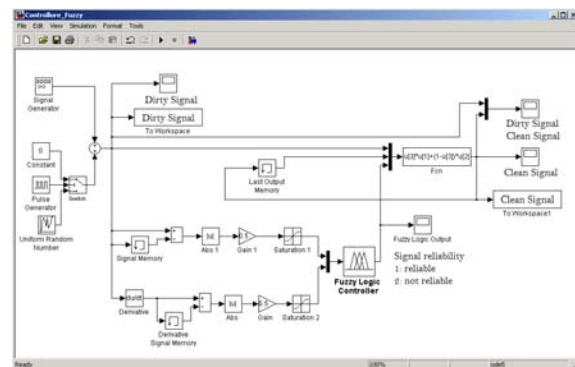 Controllore_Fuzzy
File Edit View Simulation Format Tools
Signal
Generator
Dirty Signal
Dirty Signal
To Workspace
Constant
Pulse
Generator
Switch
Uniform Random
Number
Last Output
Memory
Fcn
Dirty Signal
Clean Signal
Clean Signal
Clean Signal
To Workspace1
Fuzzy Logic Output
Signal Memory
Abs 1
Gain 1
Saturation 1
Fuzzy Logic
Controller
Signal reliability
1: reliable
0: not reliable
du/dt
Derivative
Derivative
Signal Memory
Abs
Gain
Saturation 2
Ready
100%